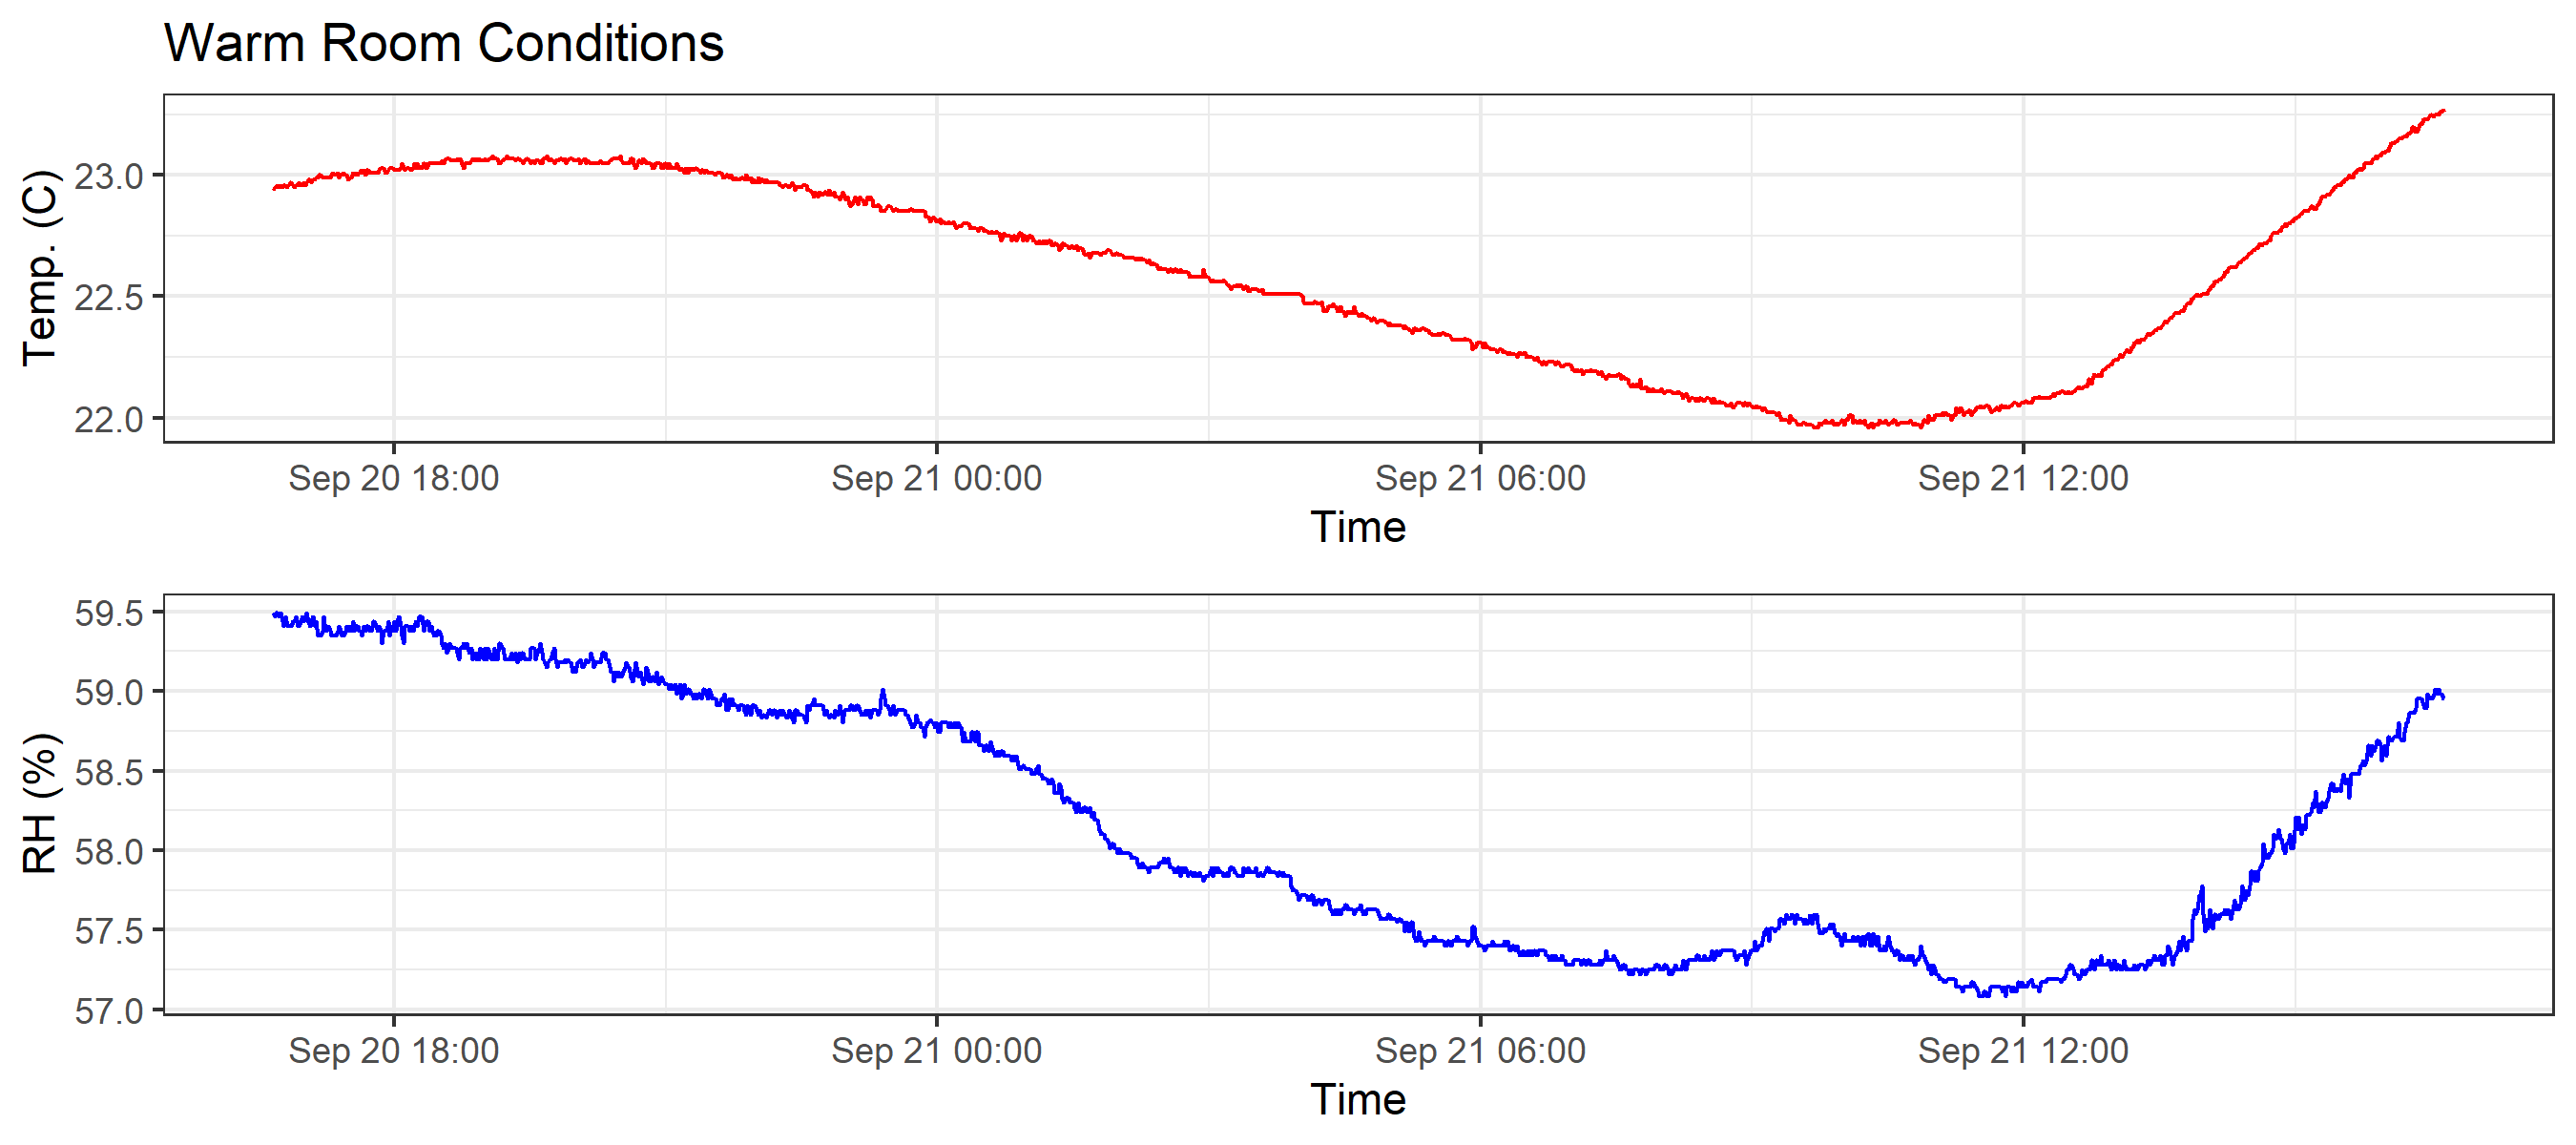 Warm Room Conditions
Temp. (C)
23.0
22.5
22.0
Sep 20 18:00 Sep 21 00:00 Sep 21 06:00 Sep 21 12:00
Time
RH (%)
59.5
59.0
58.5
58.0
57.5
57.0
Sep 20 18:00 Sep 21 00:00 Sep 21 06:00 Sep 21 12:00
Time